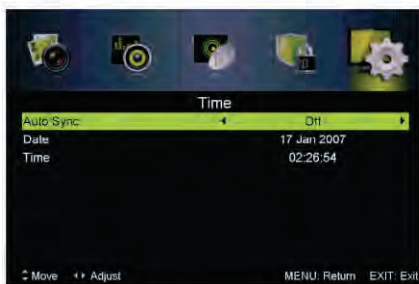 Time
Auto Sync Off
Date 17 Jan 2007
Time 02:26:54
Move Adjust MENU: Return EXIT: Exit